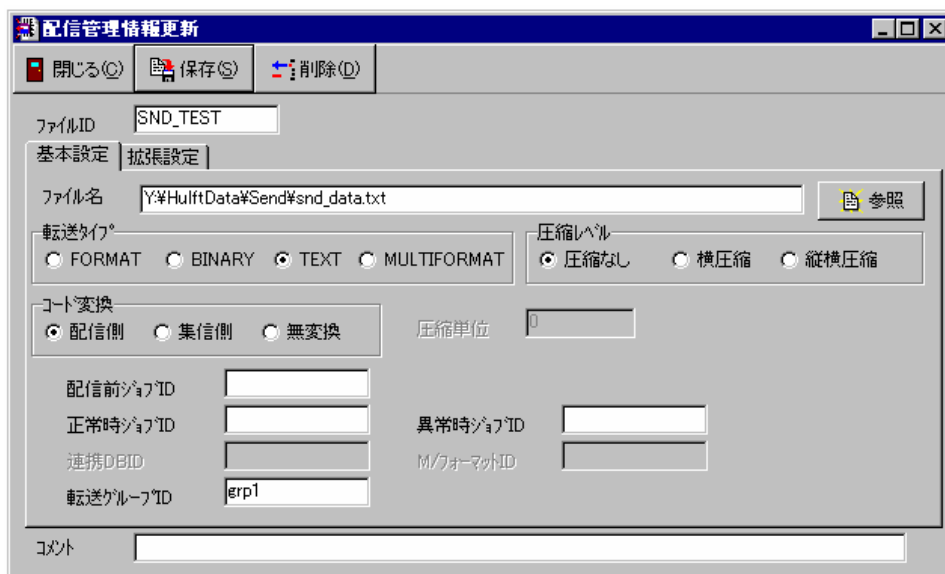 配信管理情報更新
閉じる(C) 保存(S) 削除(D)
ファイルID SND_TEST
基本設定 拡張設定
ファイル名 Y:¥HulftData¥Send¥snd_data.txt 参照
転送タイプ 圧縮レベル
FORMAT BINARY TEXT MULTIFORMAT 圧縮なし 横圧縮 縦横圧縮
コード変換
配信側 集信側 無変換 圧縮単位 0
配信前ジョブID
正常時ジョブID 異常時ジョブID
連携DBID M/フォーマットID
転送グループID grp1
コメント